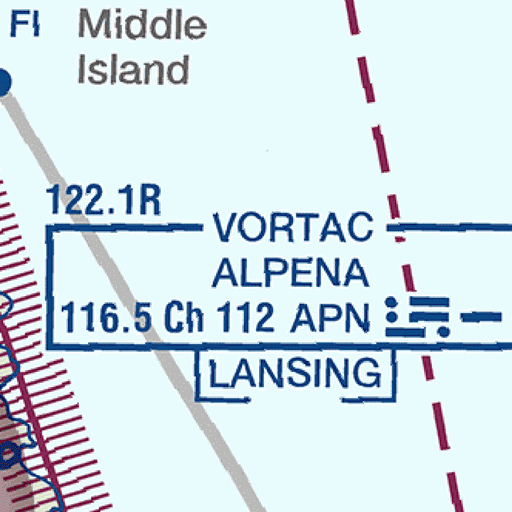 Fl
Middle
Island
122.1R
VORTAC
ALPENA
116.5 Ch 112 APN
LANSING